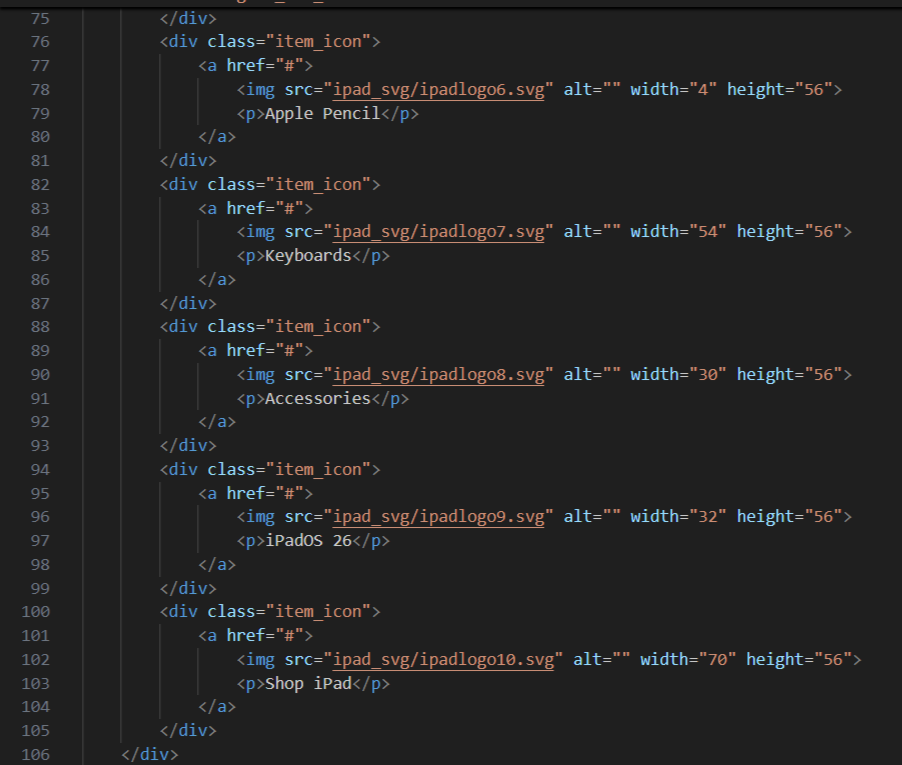 75 </div>
76 <div class="item_icon">
77 <a href="#">
78 <img src="ipad_svg/ipadlogo6.svg" alt="" width="4" height="56">
79 <p>Apple Pencil</p>
80 </a>
81 </div>
82 <div class="item_icon">
83 <a href="#">
84 <img src="ipad_svg/ipadlogo7.svg" alt="" width="54" height="56">
85 <p>Keyboards</p>
86 </a>
87 </div>
88 <div class="item_icon">
89 <a href="#">
90 <img src="ipad_svg/ipadlogo8.svg" alt="" width="30" height="56">
91 <p>Accessories</p>
92 </a>
93 </div>
94 <div class="item_icon">
95 <a href="#">
96 <img src="ipad_svg/ipadlogo9.svg" alt="" width="32" height="56">
97 <p>iPadOS 26</p>
98 </a>
99 </div>
100 <div class="item_icon">
101 <a href="#">
102 <img src="ipad_svg/ipadlogo10.svg" alt="" width="70" height="56">
103 <p>Shop iPad</p>
104 </a>
105 </div>
106 </div>